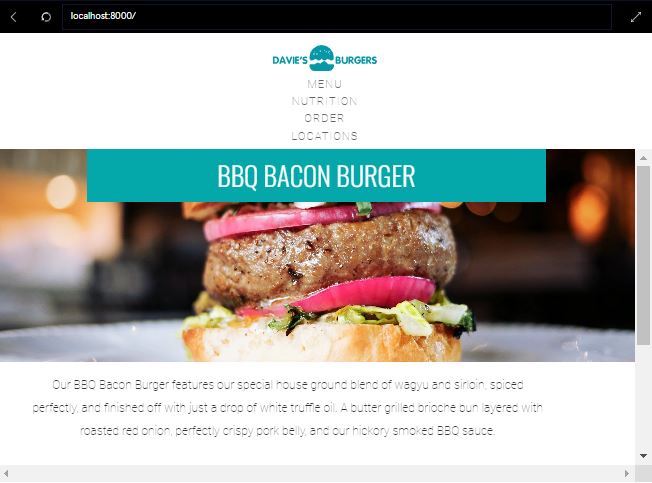 localhost:8000/
DAVIE'S BURGERS
MENU
NUTRITION
ORDER
LOCATIONS
BBQ BACON BURGER
Our BBQ Bacon Burger features our special house ground blend of wagyu and sirloin, spiced
perfectly, and finished off with just a drop of white truffle oil. A butter grilled brioche bun layered with
roasted red onion, perfectly crispy pork belly, and our hickory smoked BBQ sauce.